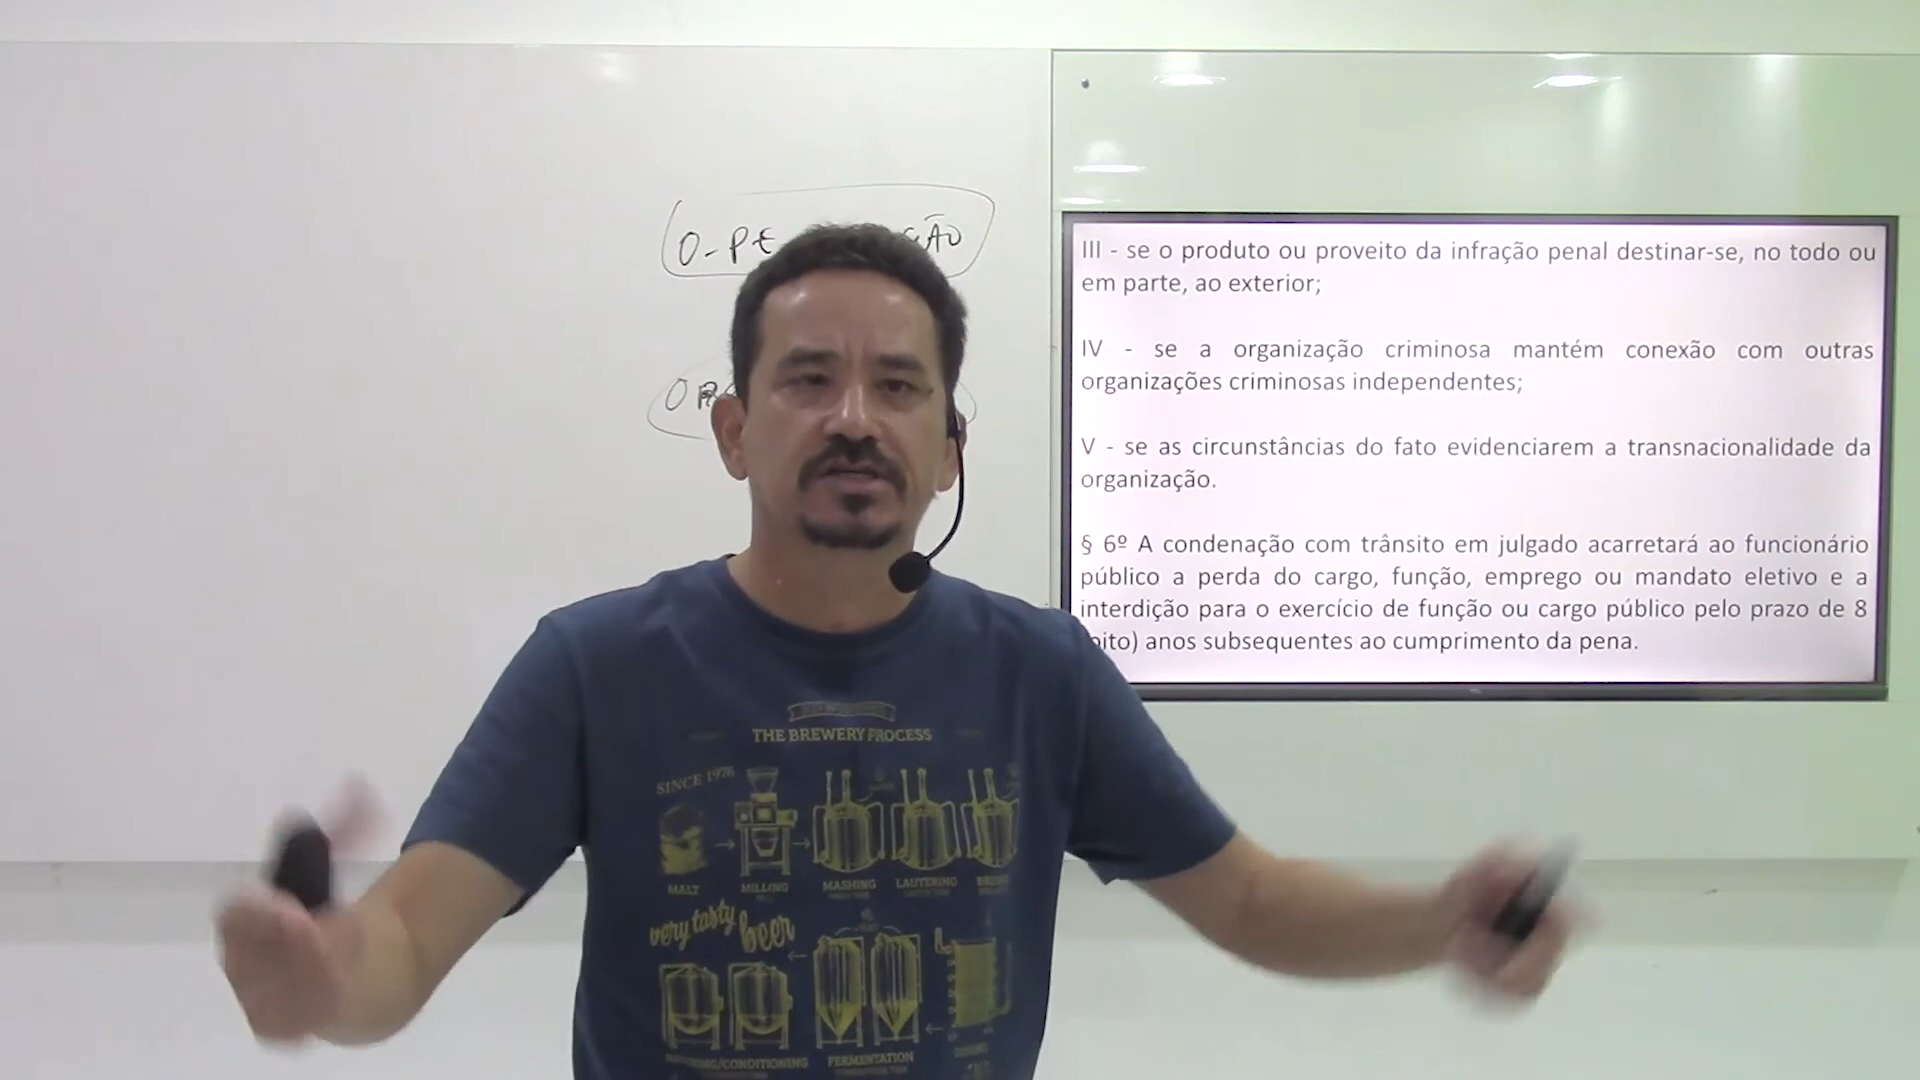 III - se o produto ou proveito da infração penal destinar-se, no todo ou
em parte, ao exterior;
IV - se a organização criminosa mantém conexão com outras
organizações criminosas independentes;
V - se as circunstâncias do fato evidenciarem a transnacionalidade da
organização.
§ 6º A condenação com trânsito em julgado acarretará ao funcionário
público a perda do cargo, função, emprego ou mandato eletivo e a
interdição para o exercício de função ou cargo público pelo prazo de 8
oito) anos subsequentes ao cumprimento da pena.
THE BREWERY PROCESS
SINCE 1976
MALT MILLING MASHING LAUTERING
very tasty beer
/CONDITIONING FERMENTATION